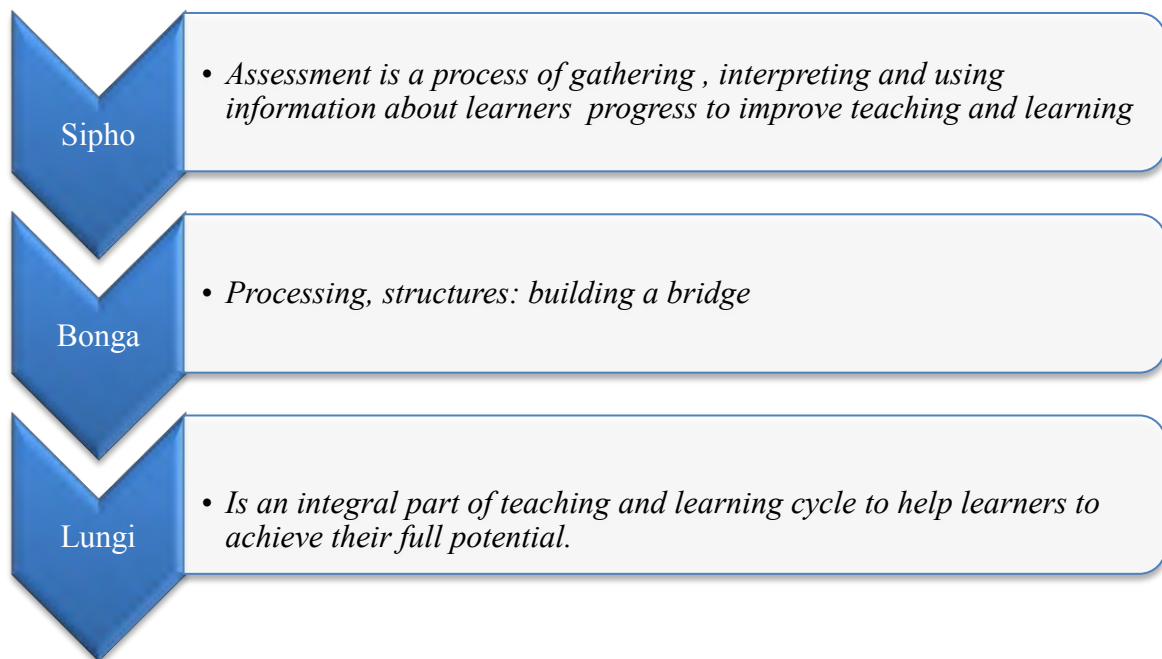 Sipho
• Assessment is a process of gathering , interpreting and using
information about learners  progress to improve teaching and learning
Bonga
• Processing, structures: building a bridge
Lungi
• Is an integral part of teaching and learning cycle to help learners to
achieve their full potential.